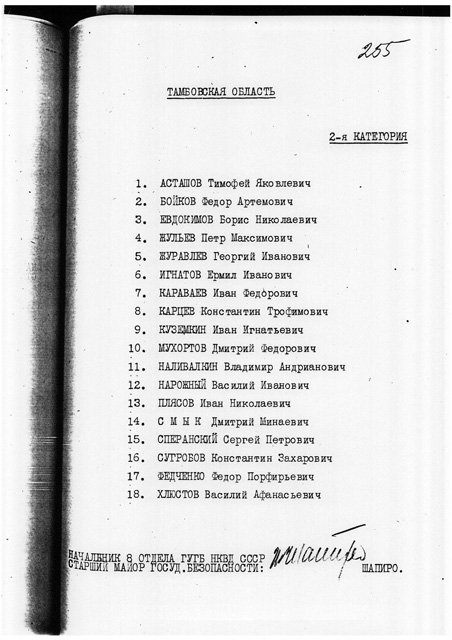 255
ТАМБОВСКАЯ ОБЛАСТЬ
2-я КАТЕГОРИЯ
1. АСТАШОВ Тимофей Яковлевич
2. БОЙКОВ Федор Артемович
3. ЕВДОКИМОВ Борис Николаевич
4. ЖУЛЬЕВ Петр Максимович
5. ЖУРАВЛЕВ Георгий Иванович
6. ИГНАТОВ Ермил Иванович
7. КАРАВАЕВ Иван Федорович
8. КАРЦЕВ Константин Трофимович
9. КУЗЕМКИН Иван Игнатьевич
10. МУХОРТОВ Дмитрий Федорович
11. НАЛИВАЛКИН Владимир Андрианович
12. НАРОЖНЫЙ Василий Иванович
13. ПЛЯСОВ Иван Николаевич
14. С М Ы К Дмитрий Минаевич
15. СПЕРАНСКИЙ Сергей Петрович
16. СУГРОБОВ Константин Захарович
17. ФЕДЧЕНКО Федор Порфирьевич
18. ХЛЮСТОВ Василий Афанасьевич
НАЧАЛЬНИК 8 ОТДЕЛА ГУГБ НКВД СССР
СТАРШИЙ МАЙОР ГОСУД.БЕЗОПАСНОСТИ: ШАПИРО.